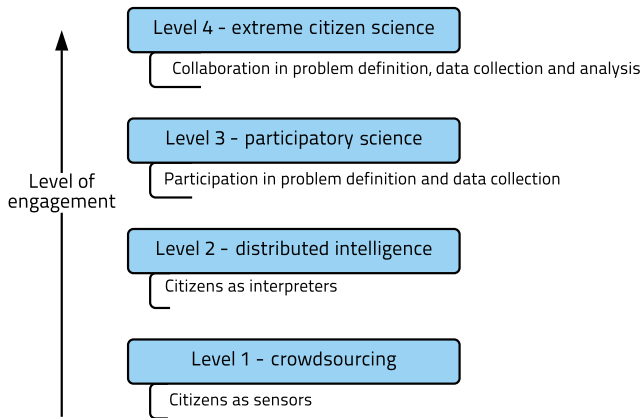 Level 4 - extreme citizen science
Collaboration in problem definition, data collection and analysis
Level 3 - participatory science
Participation in problem definition and data collection
Level of
engagement
Level 2 - distributed intelligence
Citizens as interpreters
Level 1 - crowdsourcing
Citizens as sensors